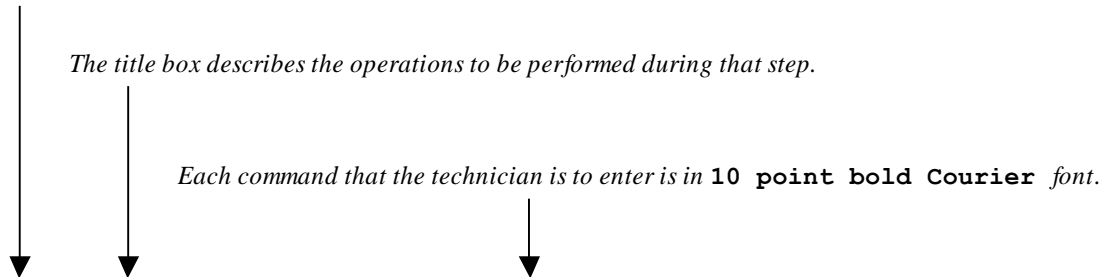 The title box describes the operations to be performed during that step.
Each command that the technician is to enter is in 10 point bold Courier font.